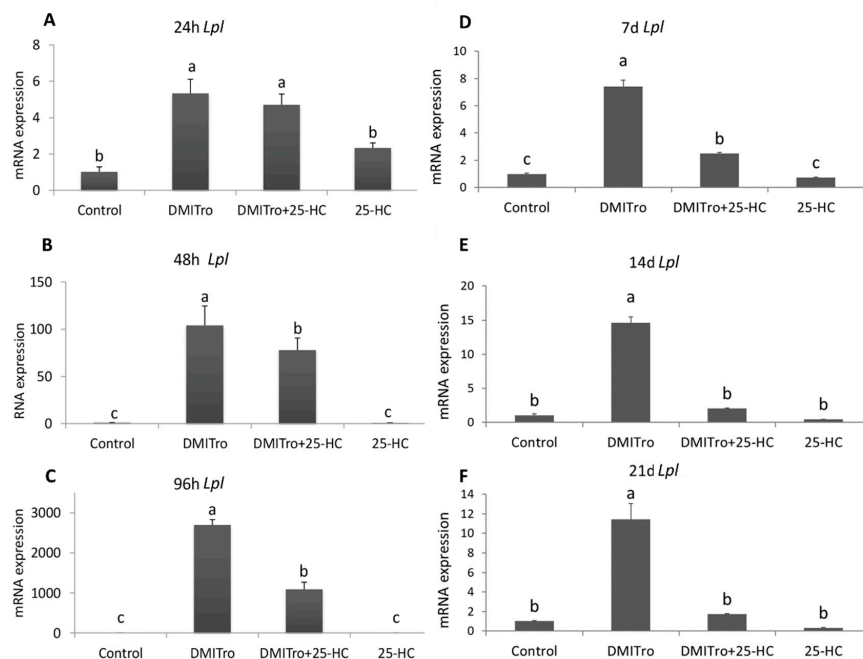 A
24h Lpl
mRNA expression
8
6
4
2
0
b
a
a
b
Control
DMITro
DMITro+25-HC
25-HC
B
48h Lpl
RNA expression
150
100
50
0
c
a
b
c
Control
DMITro
DMITro+25-HC
25-HC
C
96h Lpl
mRNA expression
3000
2000
1000
0
c
a
b
c
Control
DMITro
DMITro+25-HC
25-HC
D
7d Lpl
mRNA expression
10
8
6
4
2
0
c
a
b
c
Control
DMITro
DMITro+25-HC
25-HC
E
14d Lpl
mRNA expression
20
15
10
5
0
b
a
b
b
Control
DMITro
DMITro+25-HC
25-HC
F
21d Lpl
mRNA expression
14
12
10
8
6
4
2
0
b
a
b
b
Control
DMITro
DMITro+25-HC
25-HC